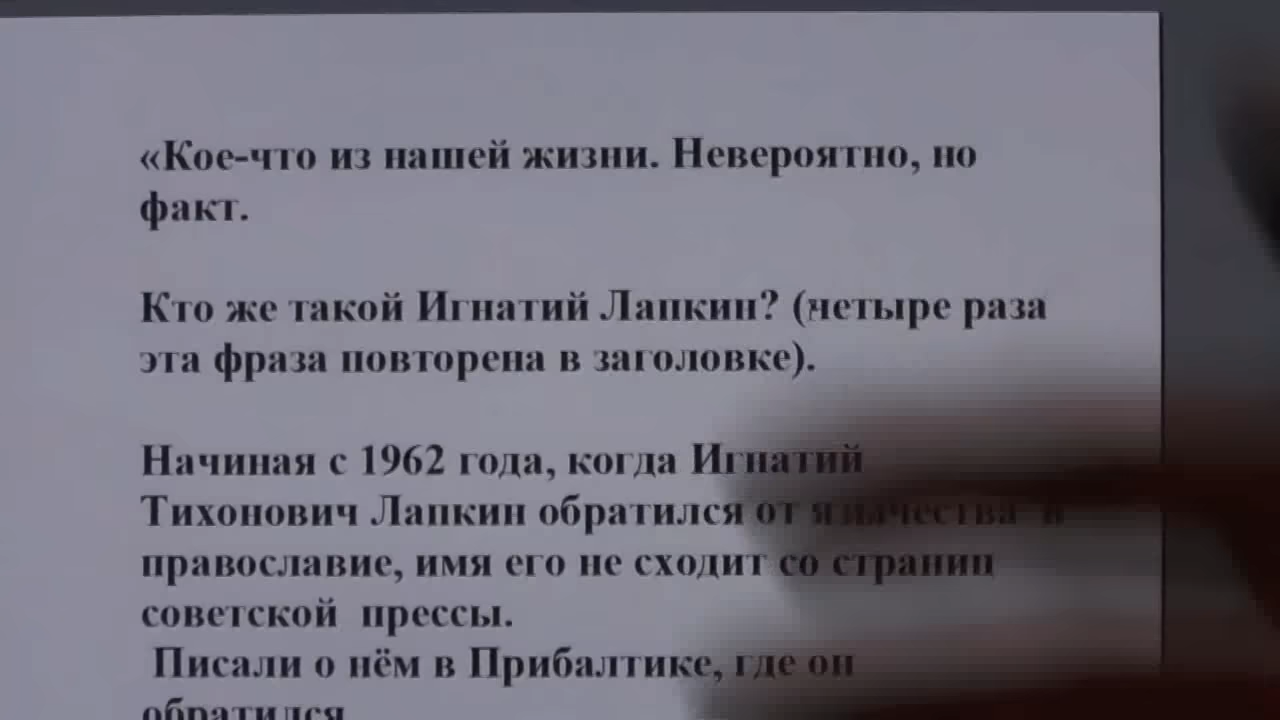 «Кое-что из нашей жизни. Невероятно, но
факт.
Кто же такой Игнатий Лапкин? (четыре раза
эта фраза повторена в заголовке).
Начиная с 1962 года, когда Игнатий
Тихонович Лапкин обратился от язычества в
православие, имя его не сходит со страниц
советской прессы.
Писали о нём в Прибалтике, где он
обратился